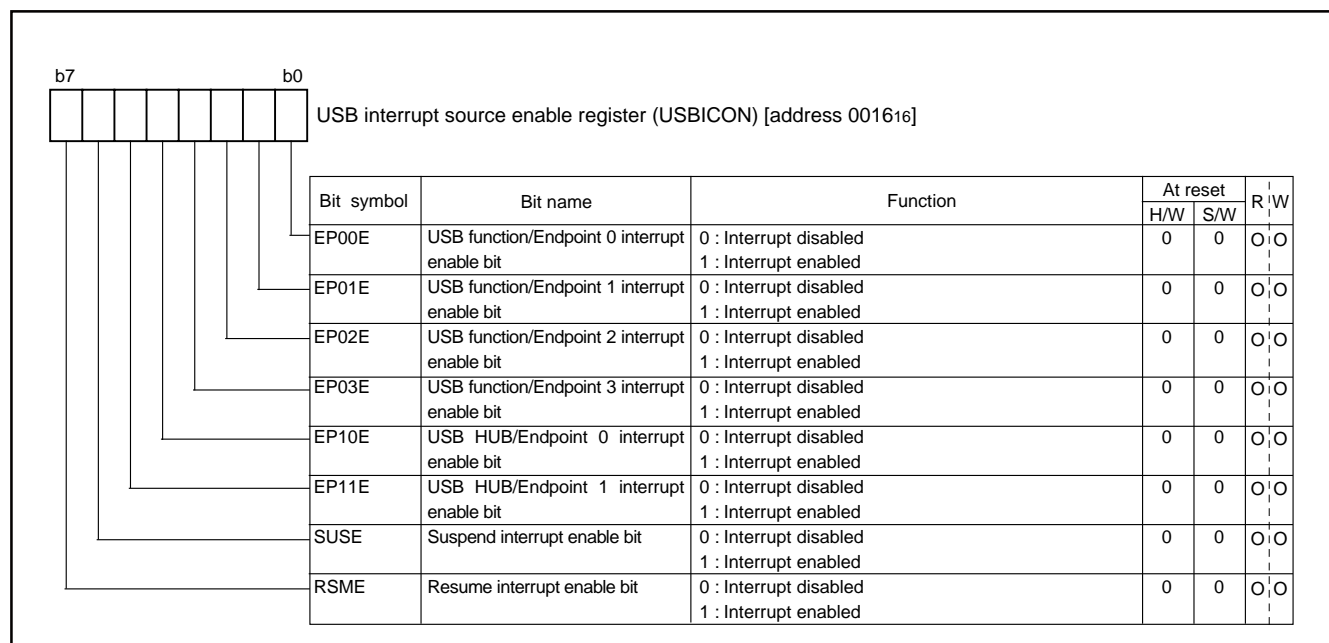 b7 b0
USB interrupt source enable register (USBICON) [address 001616]
Bit symbol Bit name Function At reset R W
H/W S/W
EP00E USB function/Endpoint 0 interrupt 0 : Interrupt disabled 0 0 O O
enable bit 1 : Interrupt enabled
EP01E USB function/Endpoint 1 interrupt 0 : Interrupt disabled 0 0 O O
enable bit 1 : Interrupt enabled
EP02E USB function/Endpoint 2 interrupt 0 : Interrupt disabled 0 0 O O
enable bit 1 : Interrupt enabled
EP03E USB function/Endpoint 3 interrupt 0 : Interrupt disabled 0 0 O O
enable bit 1 : Interrupt enabled
EP10E USB HUB/Endpoint 0 interrupt 0 : Interrupt disabled 0 0 O O
enable bit 1 : Interrupt enabled
EP11E USB HUB/Endpoint 1 interrupt 0 : Interrupt disabled 0 0 O O
enable bit 1 : Interrupt enabled
SUSE Suspend interrupt enable bit 0 : Interrupt disabled 0 0 O O
1 : Interrupt enabled
RSME Resume interrupt enable bit 0 : Interrupt disabled 0 0 O O
1 : Interrupt enabled